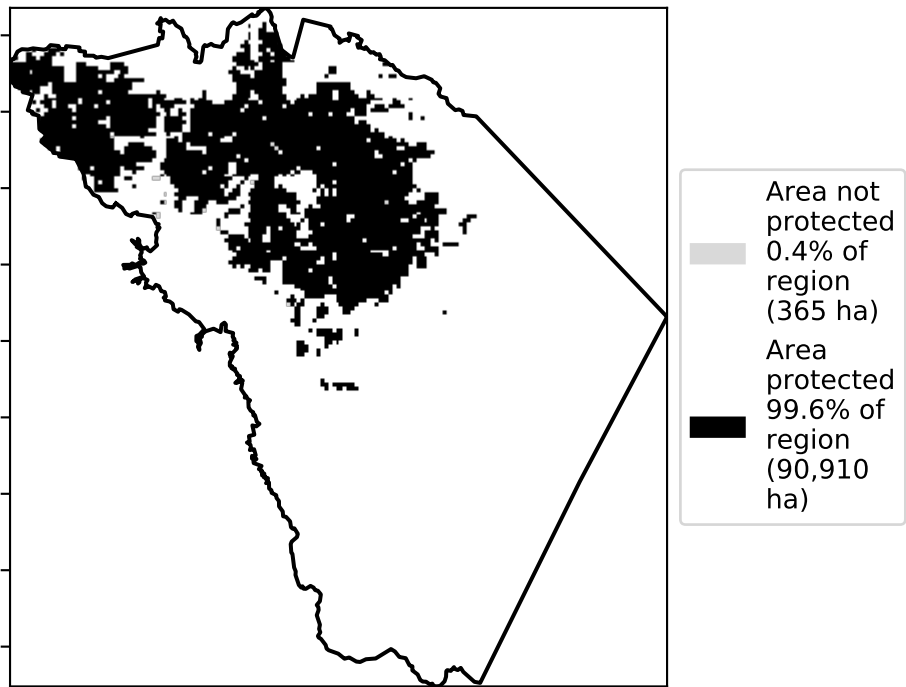 Area not
protected
0.4% of
region
(365 ha)
Area
protected
99.6% of
region
(90,910
ha)